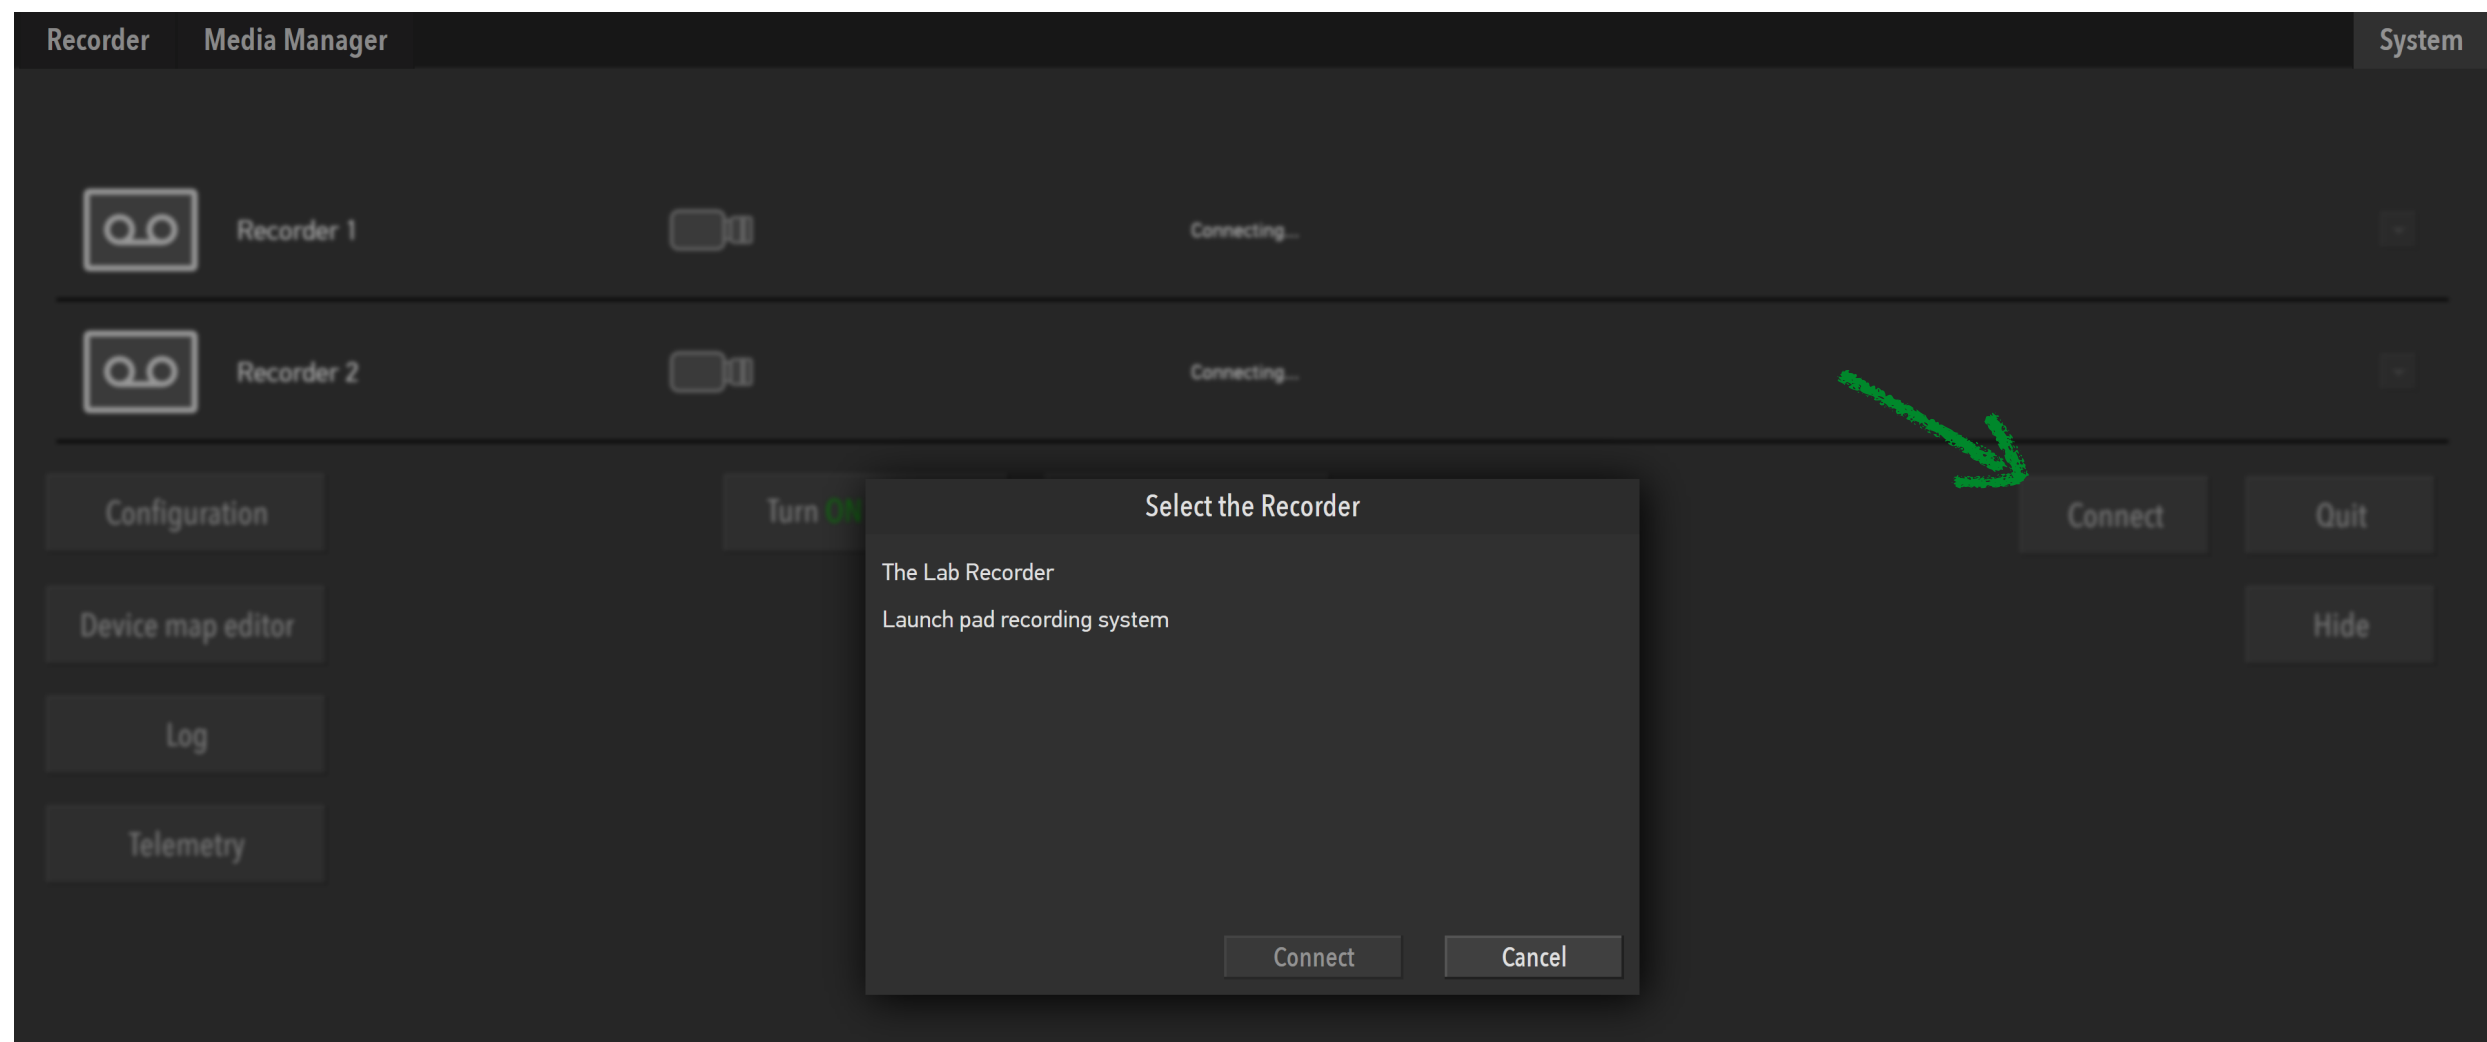 Recorder Media Manager System
Recorder 1 Connecting...
Recorder 2 Connecting...
Configuration Turn ON Connect Quit
Device map editor Hide
Log
Telemetry
Select the Recorder
The Lab Recorder
Launch pad recording system
Connect Cancel